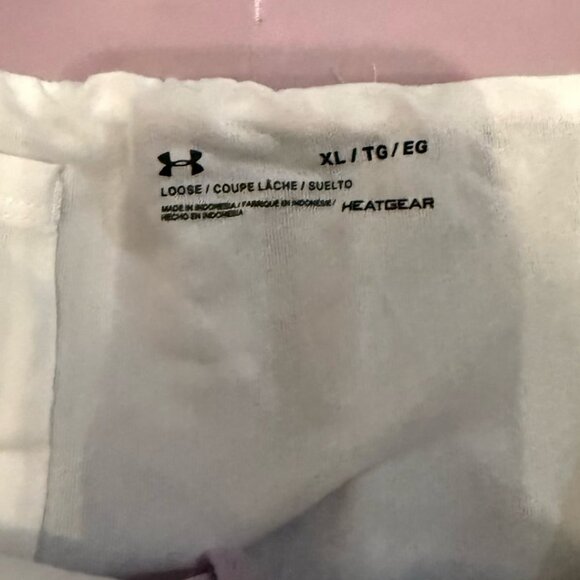 XL / TG / EG
LOOSE / COUPE LÂCHE / SUELTO
MADE IN INDONESIA / FABRIQUÉ EN INDONÉSIE /
HECHO EN INDONESIA
HEATGEAR